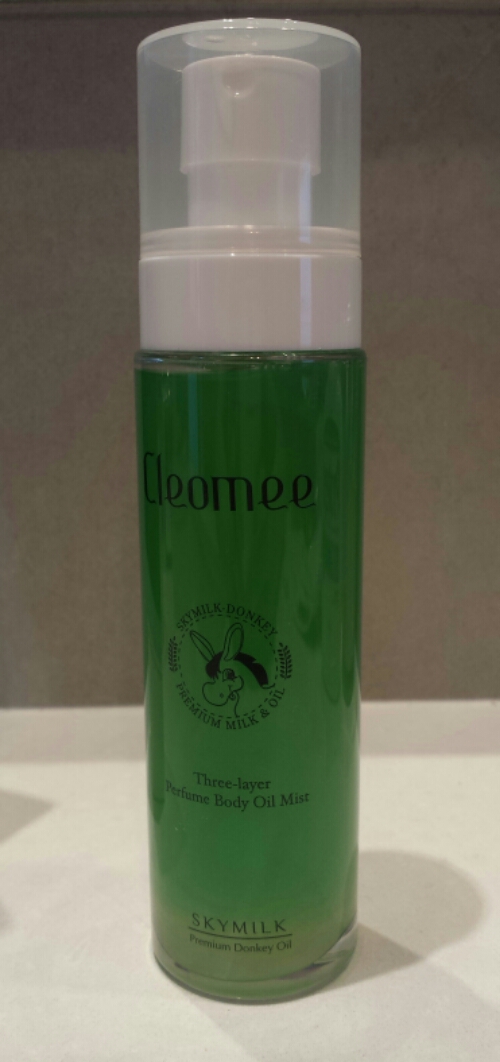 Cleomee
SKYMILK-DONKEY
PREMIUM MILK & OIL
Three-layer
Perfume Body Oil Mist
SKYMILK
Premium Donkey Oil